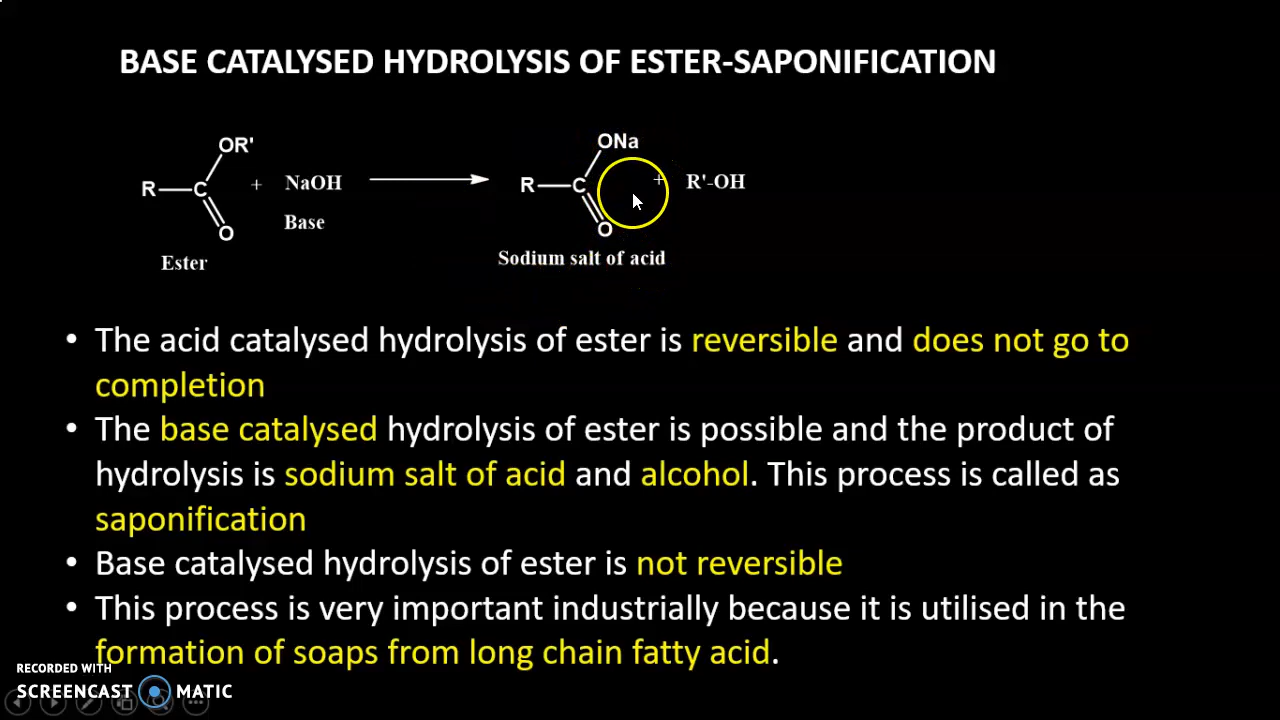 BASE CATALYSED HYDROLYSIS OF ESTER-SAPONIFICATION
OR'
ONa
R C + NaOH R C + R'-OH
Base
O
O
Ester
Sodium salt of acid
• The acid catalysed hydrolysis of ester is reversible and does not go to
completion
• The base catalysed hydrolysis of ester is possible and the product of
hydrolysis is sodium salt of acid and alcohol. This process is called as
saponification
• Base catalysed hydrolysis of ester is not reversible
• This process is very important industrially because it is utilised in the
formation of soaps from long chain fatty acid.
RECORDED WITH
SCREENCAST MATIC